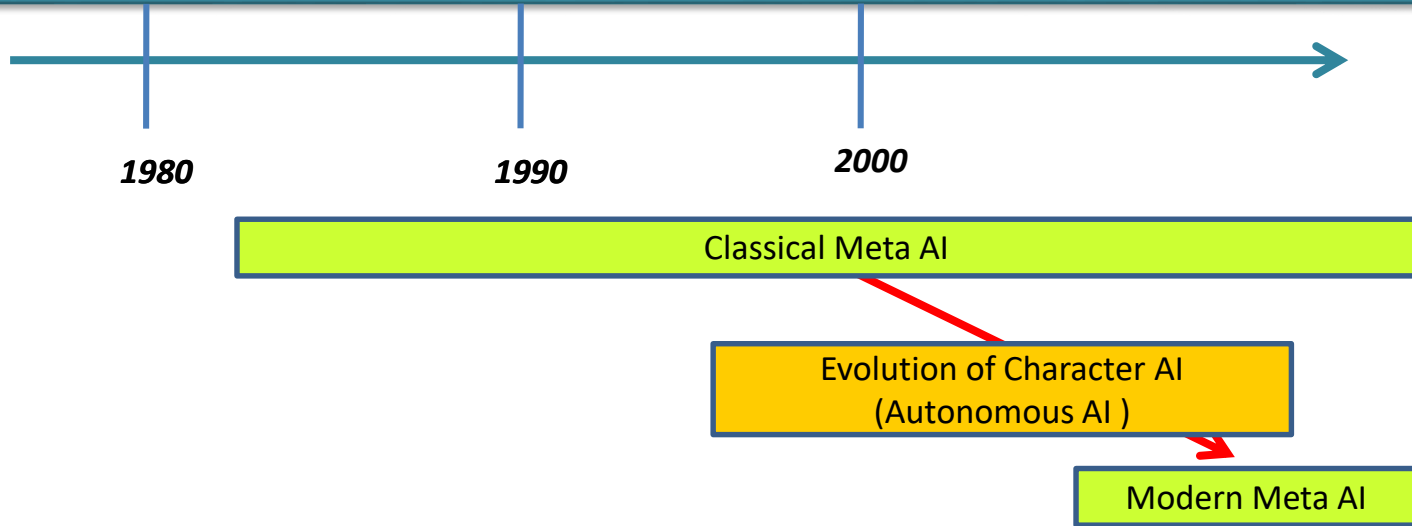 1980
1990
2000
Classical Meta AI
Evolution of Character AI
(Autonomous AI )
Modern Meta AI